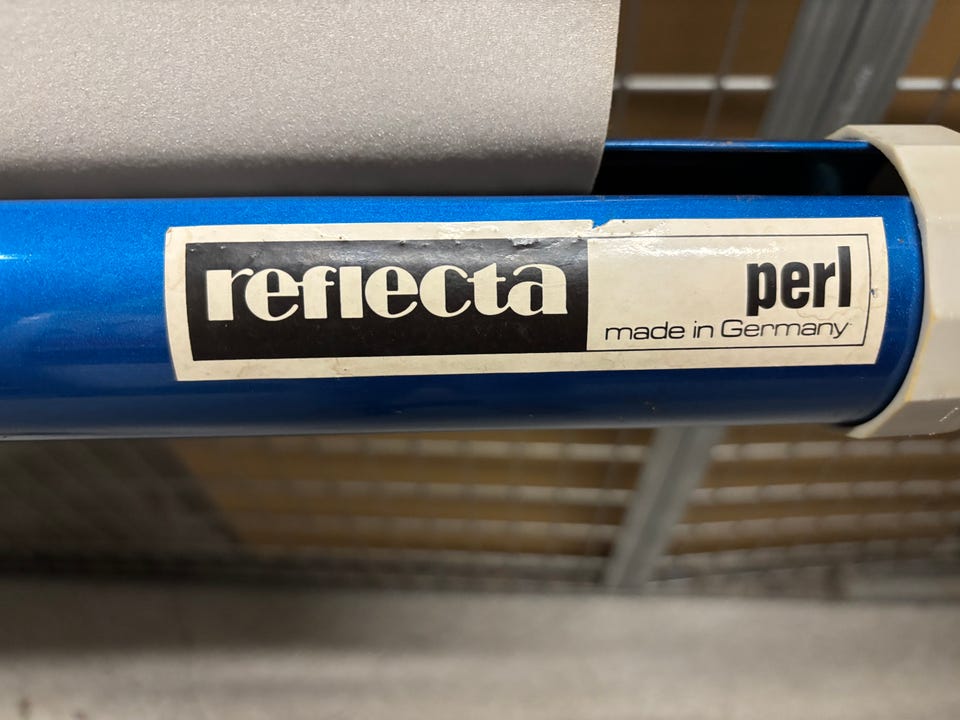 reflecta
perl
made in Germany